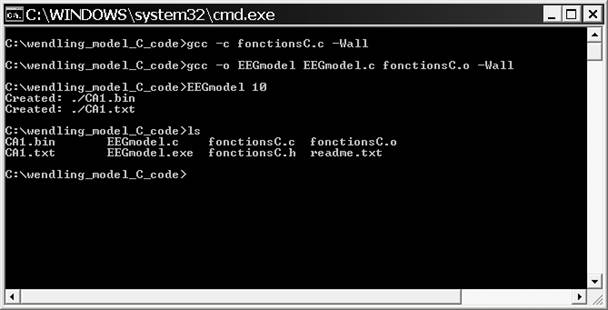 C:\WINDOWS\system32\cmd.exe
C:\wendling_model_C_code>gcc -c fonctionsC.c -Wall
C:\wendling_model_C_code>gcc -o EEGmodel EEGmodel.c fonctionsC.o -Wall
C:\wendling_model_C_code>EEGmodel 10
Created: ./CA1.bin
Created: ./CA1.txt
C:\wendling_model_C_code>ls
CA1.bin EEGmodel.c fonctionsC.c fonctionsC.o
CA1.txt EEGmodel.exe fonctionsC.h readme.txt
C:\wendling_model_C_code>